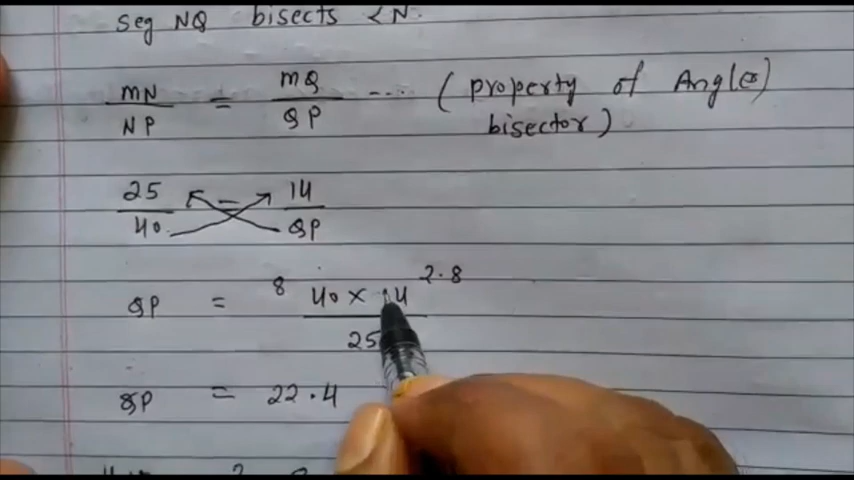 seg NQ bisects <N.
MN/NP = MQ/QP .... (property of Angle
bisector)
25/40 = 14/QP
QP = 8 40 × 14 2.8 / 25
QP = 22.4